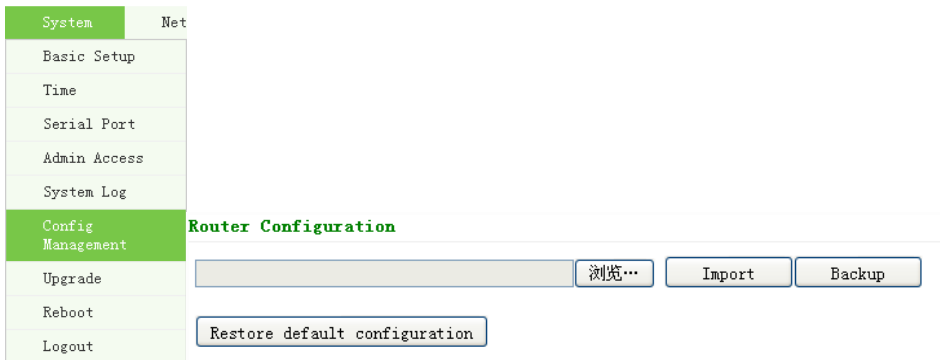 System Net
Basic Setup
Time
Serial Port
Admin Access
System Log
Config
Management
Router Configuration
浏览… Import Backup
Restore default configuration
Upgrade
Reboot
Logout